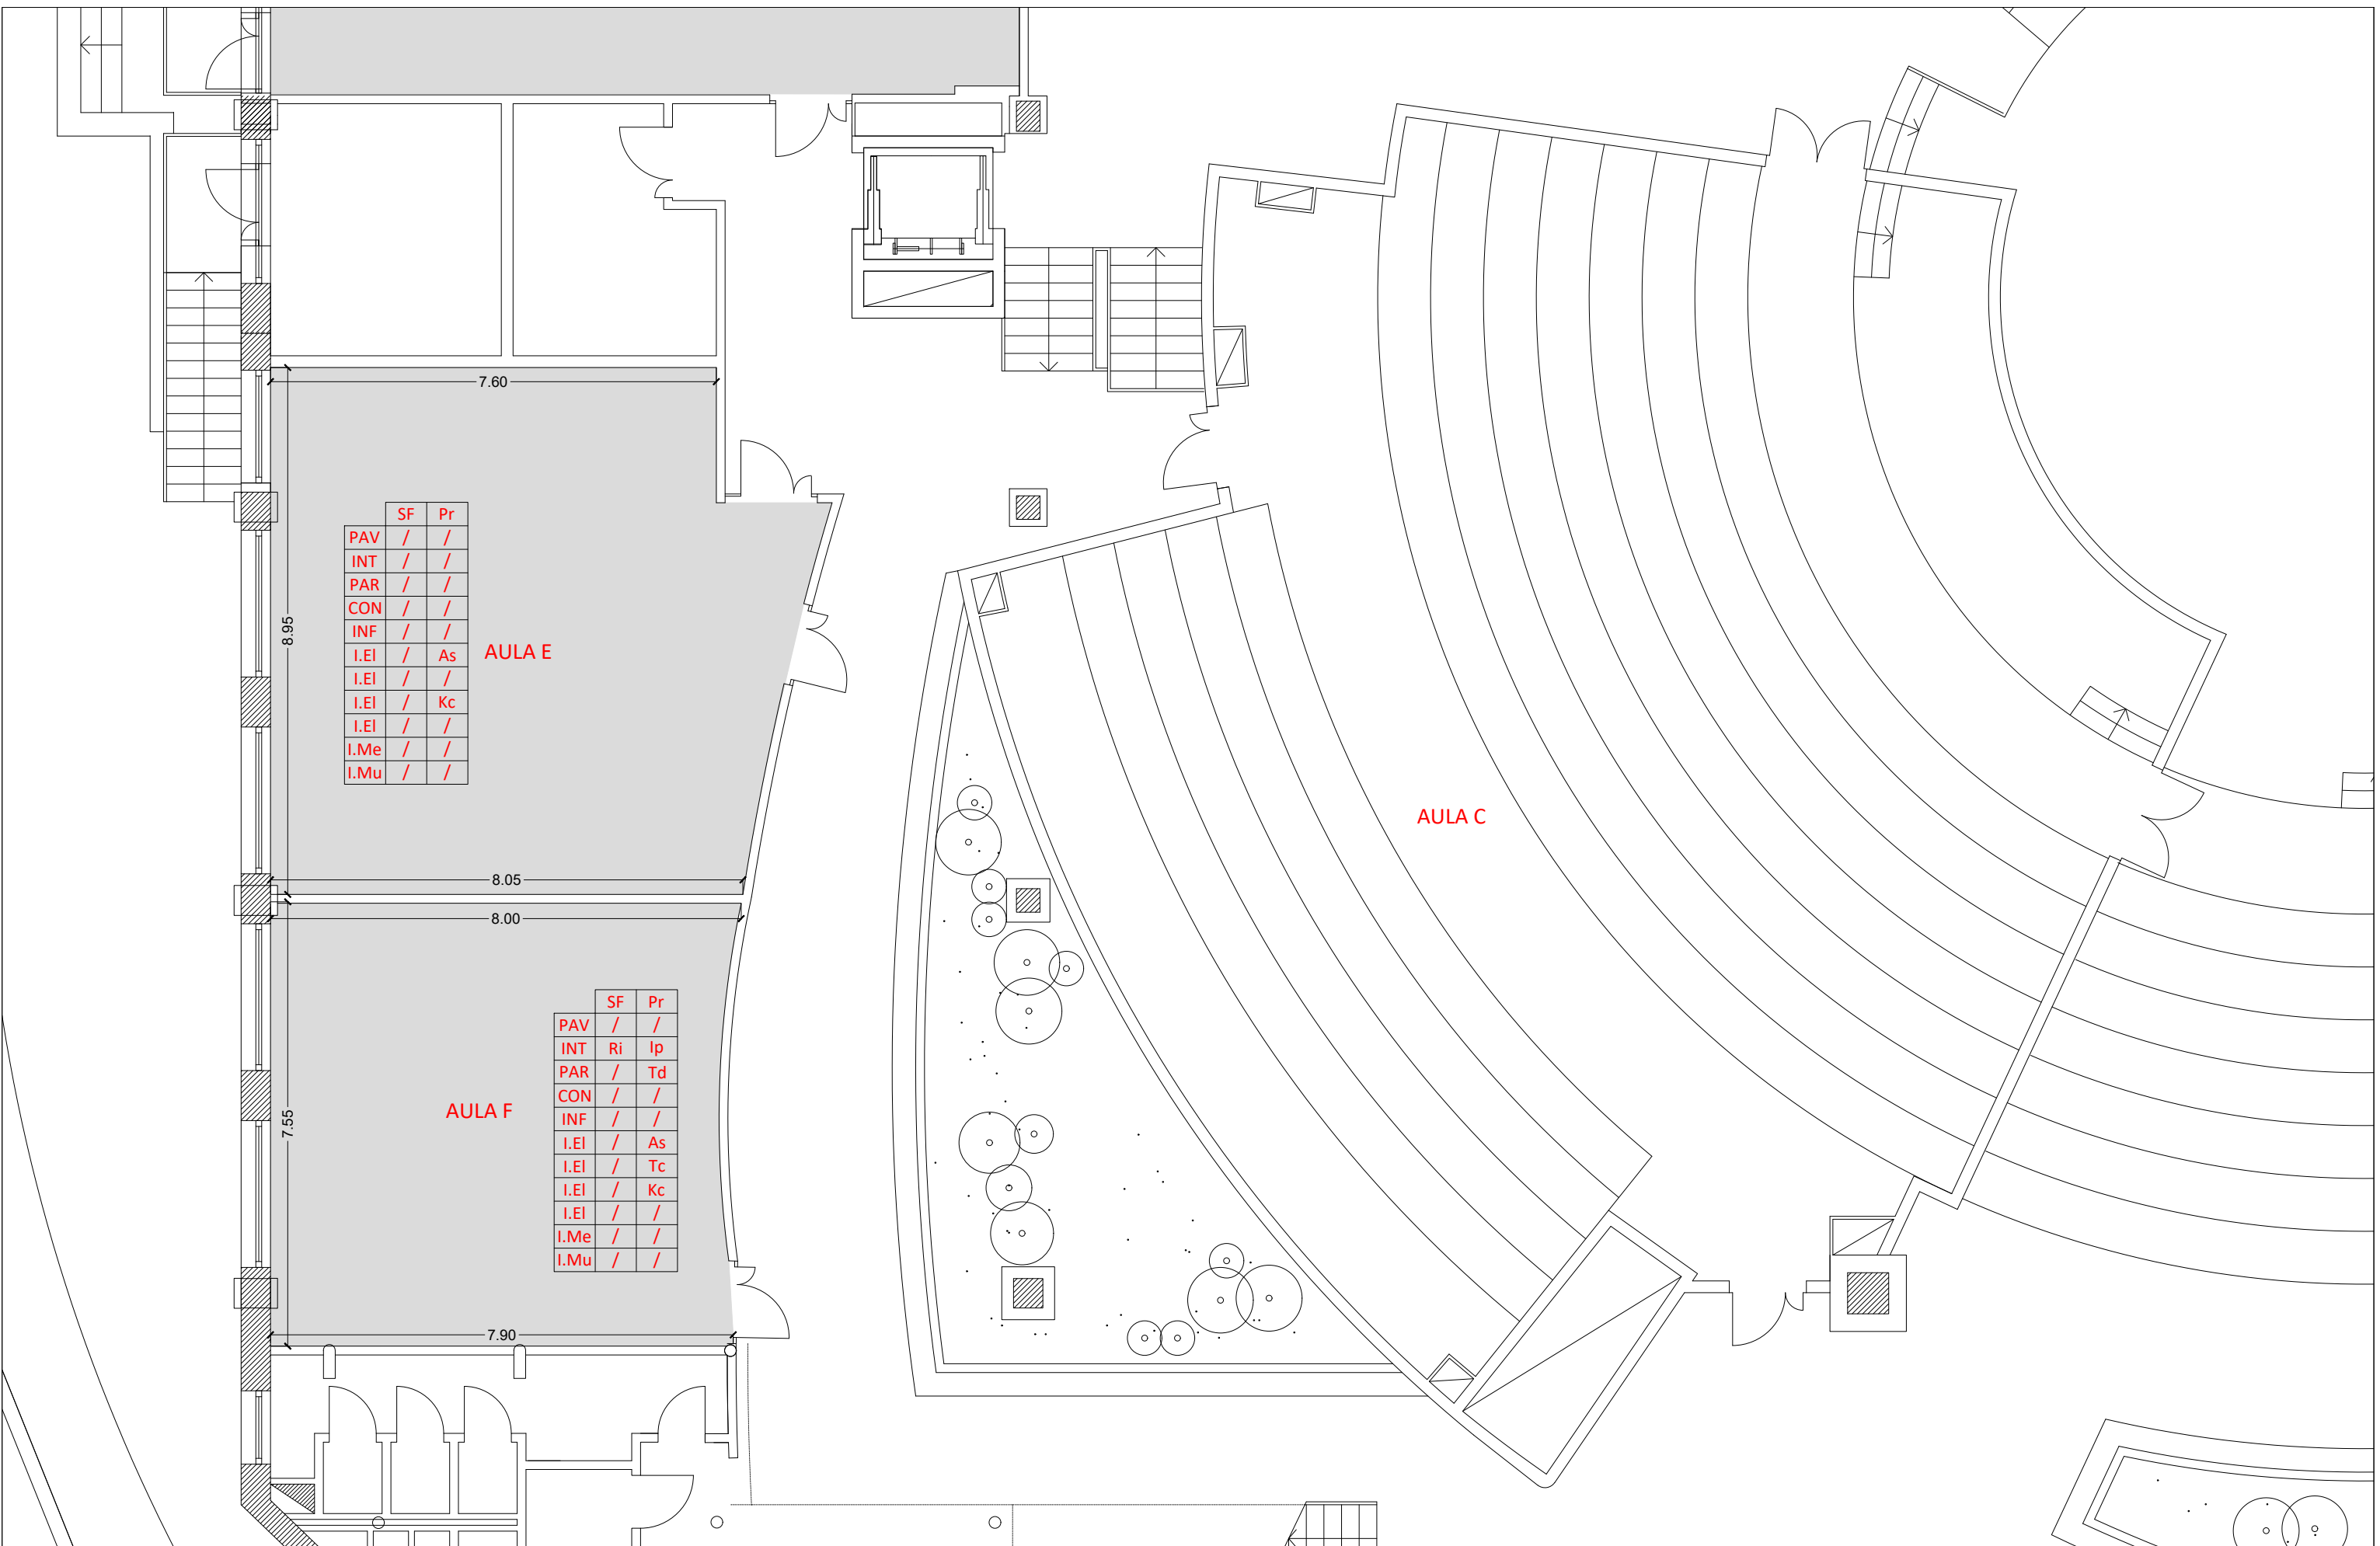 7.60
SF Pr
PAV / /
INT / /
PAR / /
CON / /
INF / /
I.El / As
I.El / /
I.El / Kc
I.El / /
I.Me / /
I.Mu / /
8.95
AULA E
AULA C
8.05
8.00
SF Pr
PAV / /
INT Ri Ip
PAR / Td
CON / /
INF / /
I.El / As
I.El / Tc
I.El / Kc
I.El / /
I.Me / /
I.Mu / /
AULA F
7.55
7.90